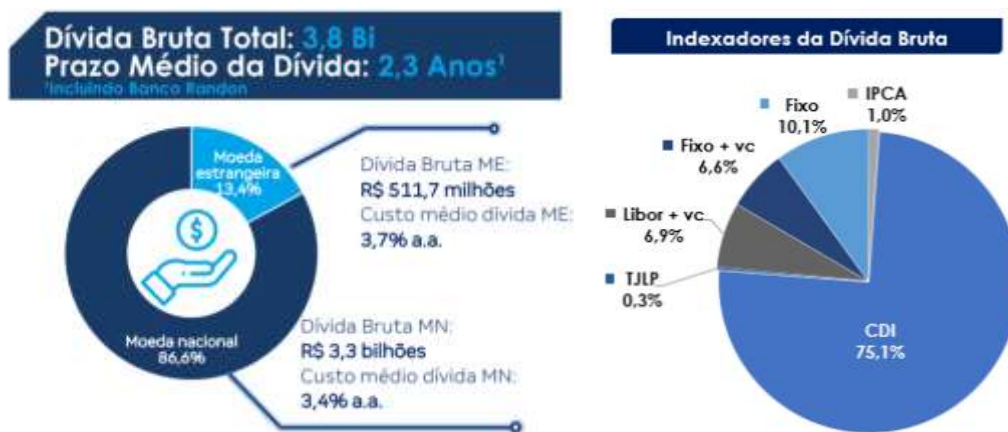 Dívida Bruta Total: 3,8 Bi
Prazo Médio da Dívida: 2,3 Anos¹
¹Incluindo Banco Randon
Moeda
estrangeira
13,4%
$
Dívida Bruta ME:
R$ 511,7 milhões
Custo médio dívida ME:
3,7% a.a.
Moeda nacional
86,6%
Dívida Bruta MN:
R$ 3,3 bilhões
Custo médio dívida MN:
3,4% a.a.
Indexadores da Dívida Bruta
IPCA
1,0%
Fixo
10,1%
Fixo + vc
6,6%
Libor + vc
6,9%
TJLP
0,3%
CDI
75,1%